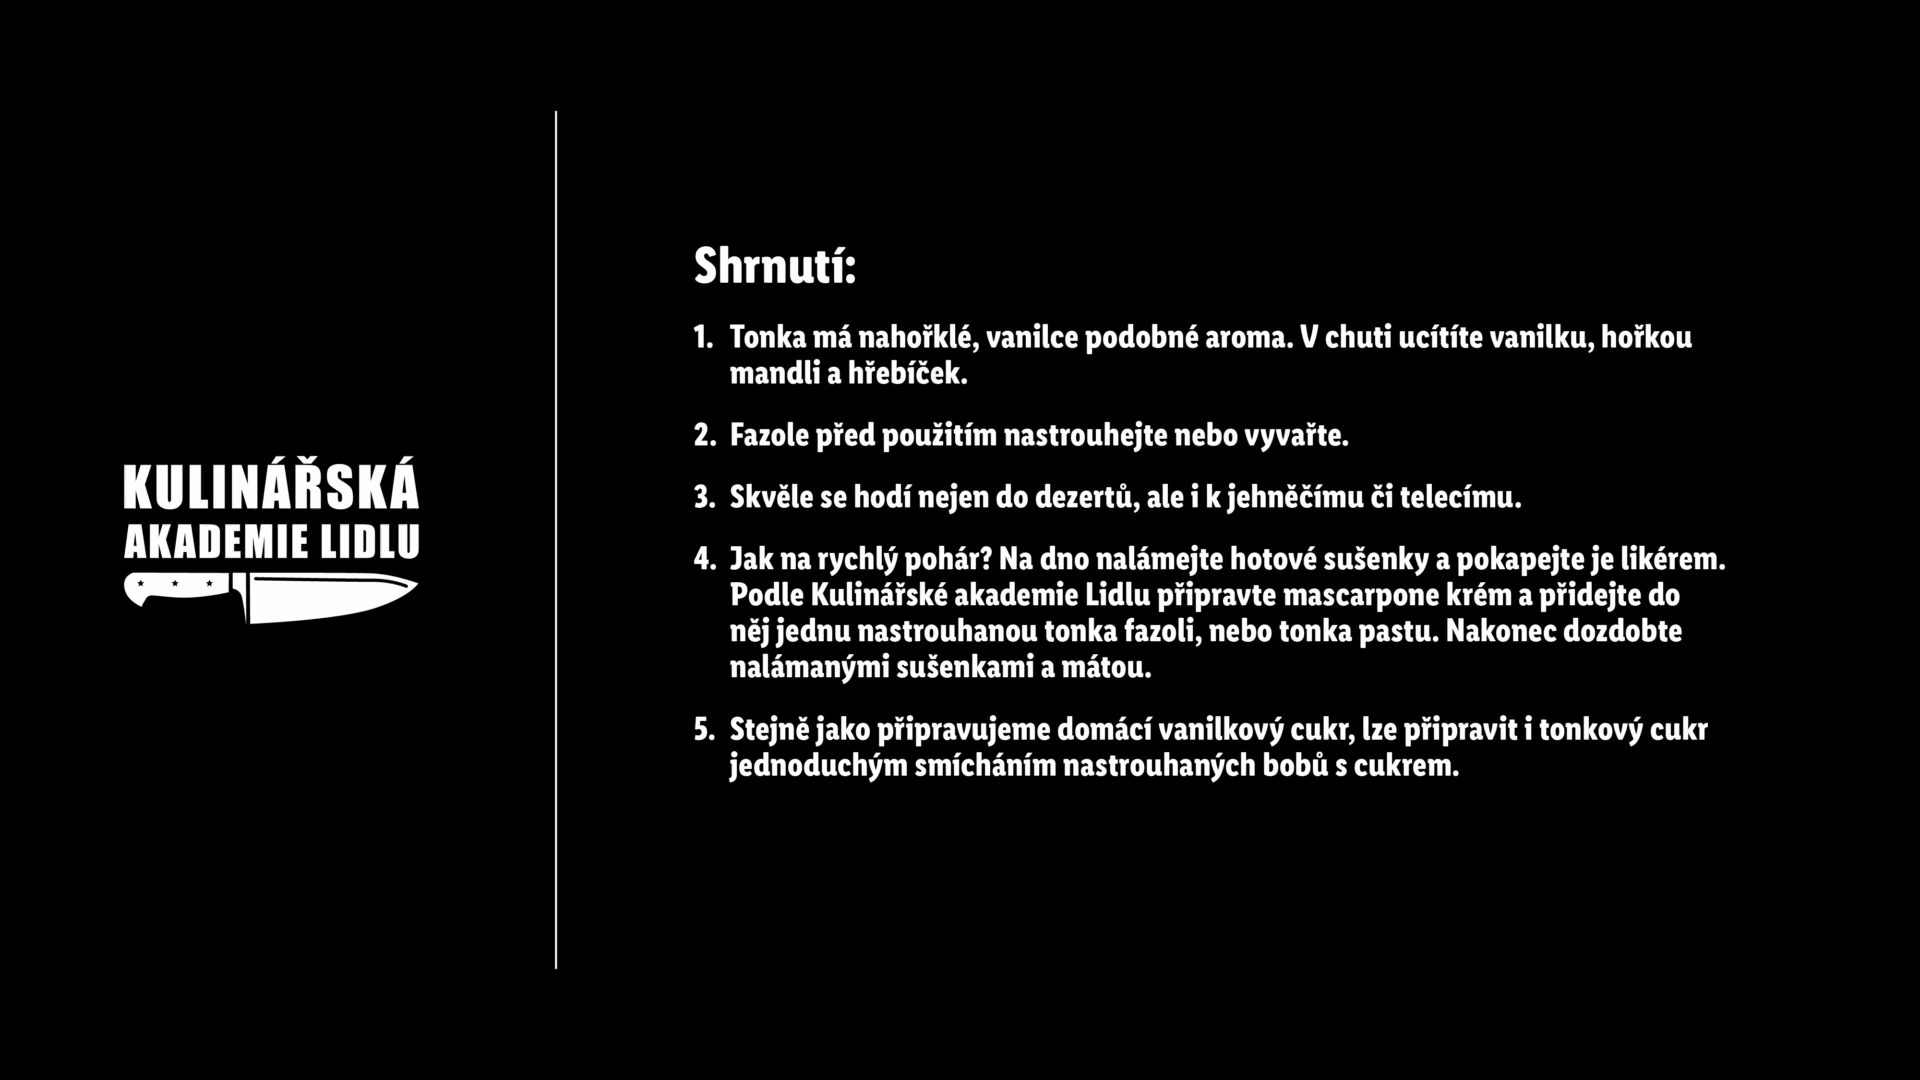 KULINÁŘSKÁ
AKADEMIE LIDLU
Shrnutí:
1. Tonka má nahořklé, vanilce podobné aroma. V chuti ucítíte vanilku, hořkou
mandli a hřebíček.
2. Fazole před použitím nastrouhejte nebo vyvařte.
3. Skvěle se hodí nejen do dezertů, ale i k jehněčímu či telecímu.
4. Jak na rychlý pohár? Na dno nalámejte hotové sušenky a pokapejte je likérem.
Podle Kulinářské akademie Lidlu připravte mascarpone krém a přidejte do
něj jednu nastrouhanou tonka fazoli, nebo tonka pastu. Nakonec dozdobte
nalámanými sušenkami a mátou.
5. Stejně jako připravujeme domácí vanilkový cukr, lze připravit i tonkový cukr
jednoduchým smícháním nastrouhaných bobů s cukrem.